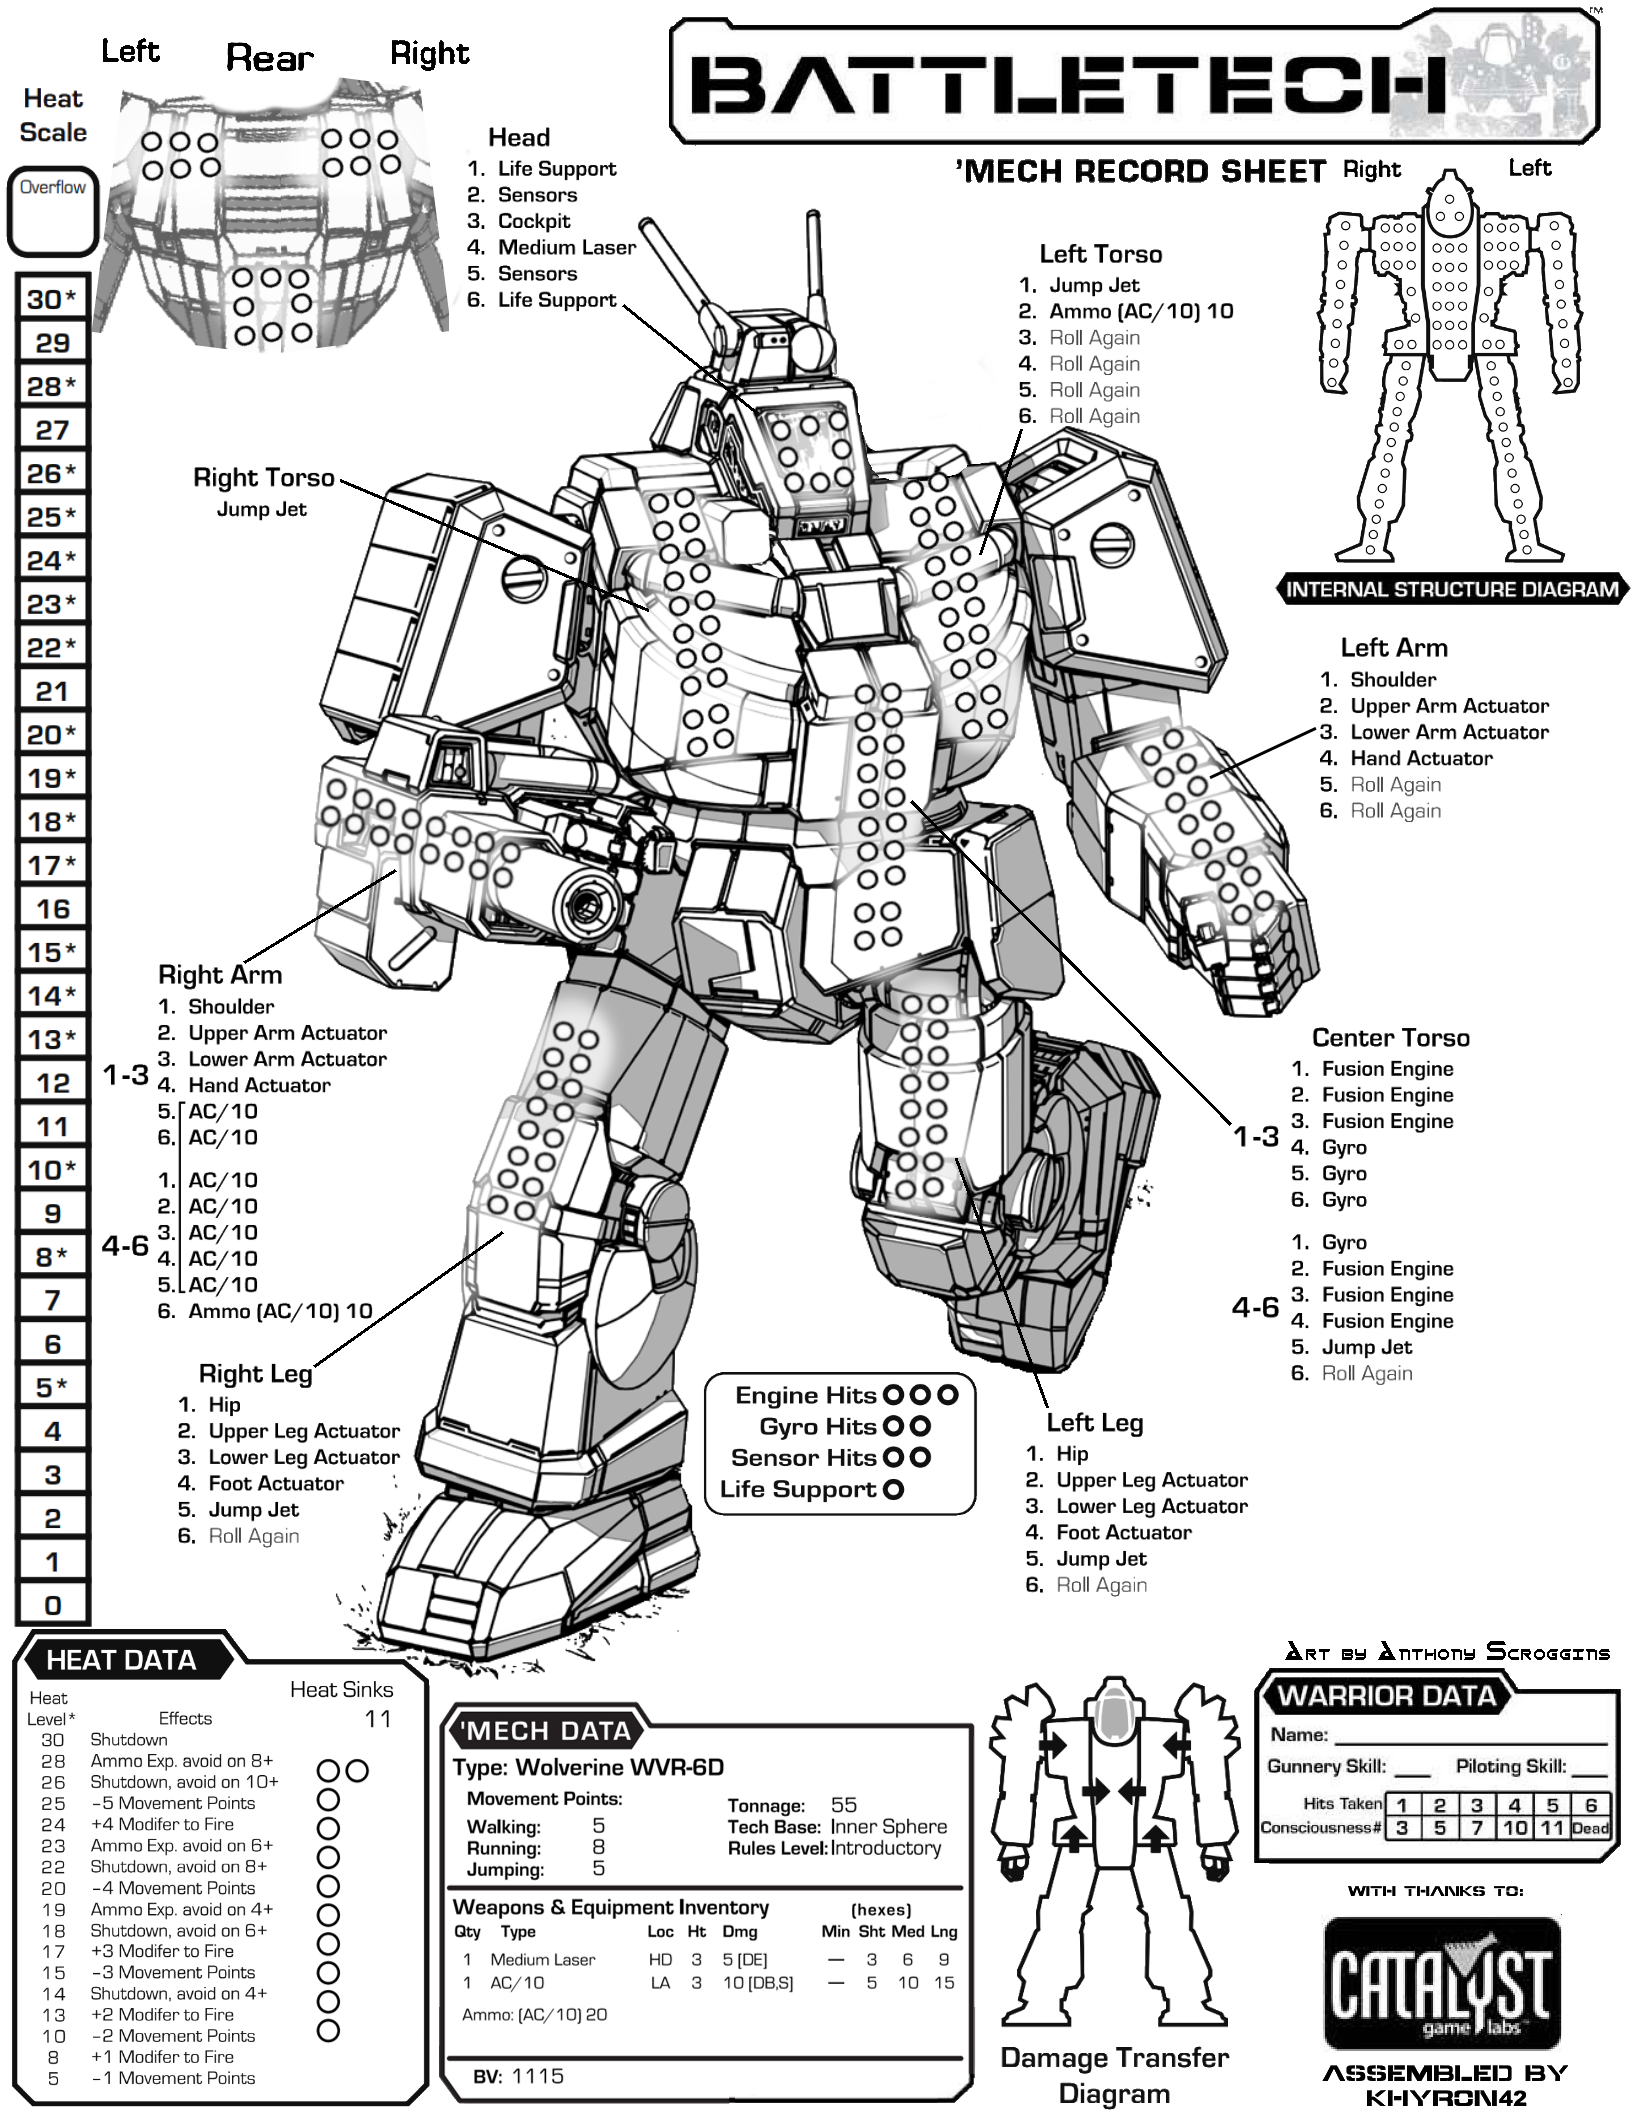 BATTLETECH
TM
'MECH RECORD SHEET
Left Rear Right
Heat
Scale
Overflow
30*
29
28*
27
26*
25*
24*
23*
22*
21
20*
19*
18*
17*
16
15*
14*
13*
12
11
10*
9
8*
7
6
5*
4
3
2
1
0
Head
1. Life Support
2. Sensors
3. Cockpit
4. Medium Laser
5. Sensors
6. Life Support
Left Torso
1. Jump Jet
2. Ammo (AC/10) 10
3. Roll Again
4. Roll Again
5. Roll Again
6. Roll Again
Right Left
INTERNAL STRUCTURE DIAGRAM
Right Torso
Jump Jet
Left Arm
1. Shoulder
2. Upper Arm Actuator
3. Lower Arm Actuator
4. Hand Actuator
5. Roll Again
6. Roll Again
Right Arm
1-3
1. Shoulder
2. Upper Arm Actuator
3. Lower Arm Actuator
4. Hand Actuator
5. AC/10
6. AC/10
4-6
1. AC/10
2. AC/10
3. AC/10
4. AC/10
5. AC/10
6. Ammo (AC/10) 10
Center Torso
1-3
1. Fusion Engine
2. Fusion Engine
3. Fusion Engine
4. Gyro
5. Gyro
6. Gyro
4-6
1. Gyro
2. Fusion Engine
3. Fusion Engine
4. Fusion Engine
5. Jump Jet
6. Roll Again
Right Leg
1. Hip
2. Upper Leg Actuator
3. Lower Leg Actuator
4. Foot Actuator
5. Jump Jet
6. Roll Again
Engine Hits
Gyro Hits
Sensor Hits
Life Support
Left Leg
1. Hip
2. Upper Leg Actuator
3. Lower Leg Actuator
4. Foot Actuator
5. Jump Jet
6. Roll Again
HEAT DATA
Heat Sinks
11
Heat
Level* Effects
30 Shutdown
28 Ammo Exp. avoid on 8+
26 Shutdown, avoid on 10+
25 -5 Movement Points
24 +4 Modifer to Fire
23 Ammo Exp. avoid on 6+
22 Shutdown, avoid on 8+
20 -4 Movement Points
19 Ammo Exp. avoid on 4+
18 Shutdown, avoid on 6+
17 +3 Modifer to Fire
15 -3 Movement Points
14 Shutdown, avoid on 4+
13 +2 Modifer to Fire
10 -2 Movement Points
8 +1 Modifer to Fire
5 -1 Movement Points
'MECH DATA
Type: Wolverine WVR-6D
Movement Points:
Walking: 5
Running: 8
Jumping: 5
Tonnage: 55
Tech Base: Inner Sphere
Rules Level: Introductory
Weapons & Equipment Inventory (hexes)
Qty Type Loc Ht Dmg Min Sht Med Lng
1 Medium Laser HD 3 5 [DE] — 3 6 9
1 AC/10 LA 3 10 [DB,S] — 5 10 15
Ammo: (AC/10) 20
BV: 1115
Damage Transfer
Diagram
Art by Anthony Scroggins
WARRIOR DATA
Name:
Gunnery Skill: Piloting Skill:
Hits Taken 1 2 3 4 5 6
Consciousness# 3 5 7 10 11 Dead
WITH THANKS TO:
CATALYST
game labs
ASSEMBLED BY
KHYRON42